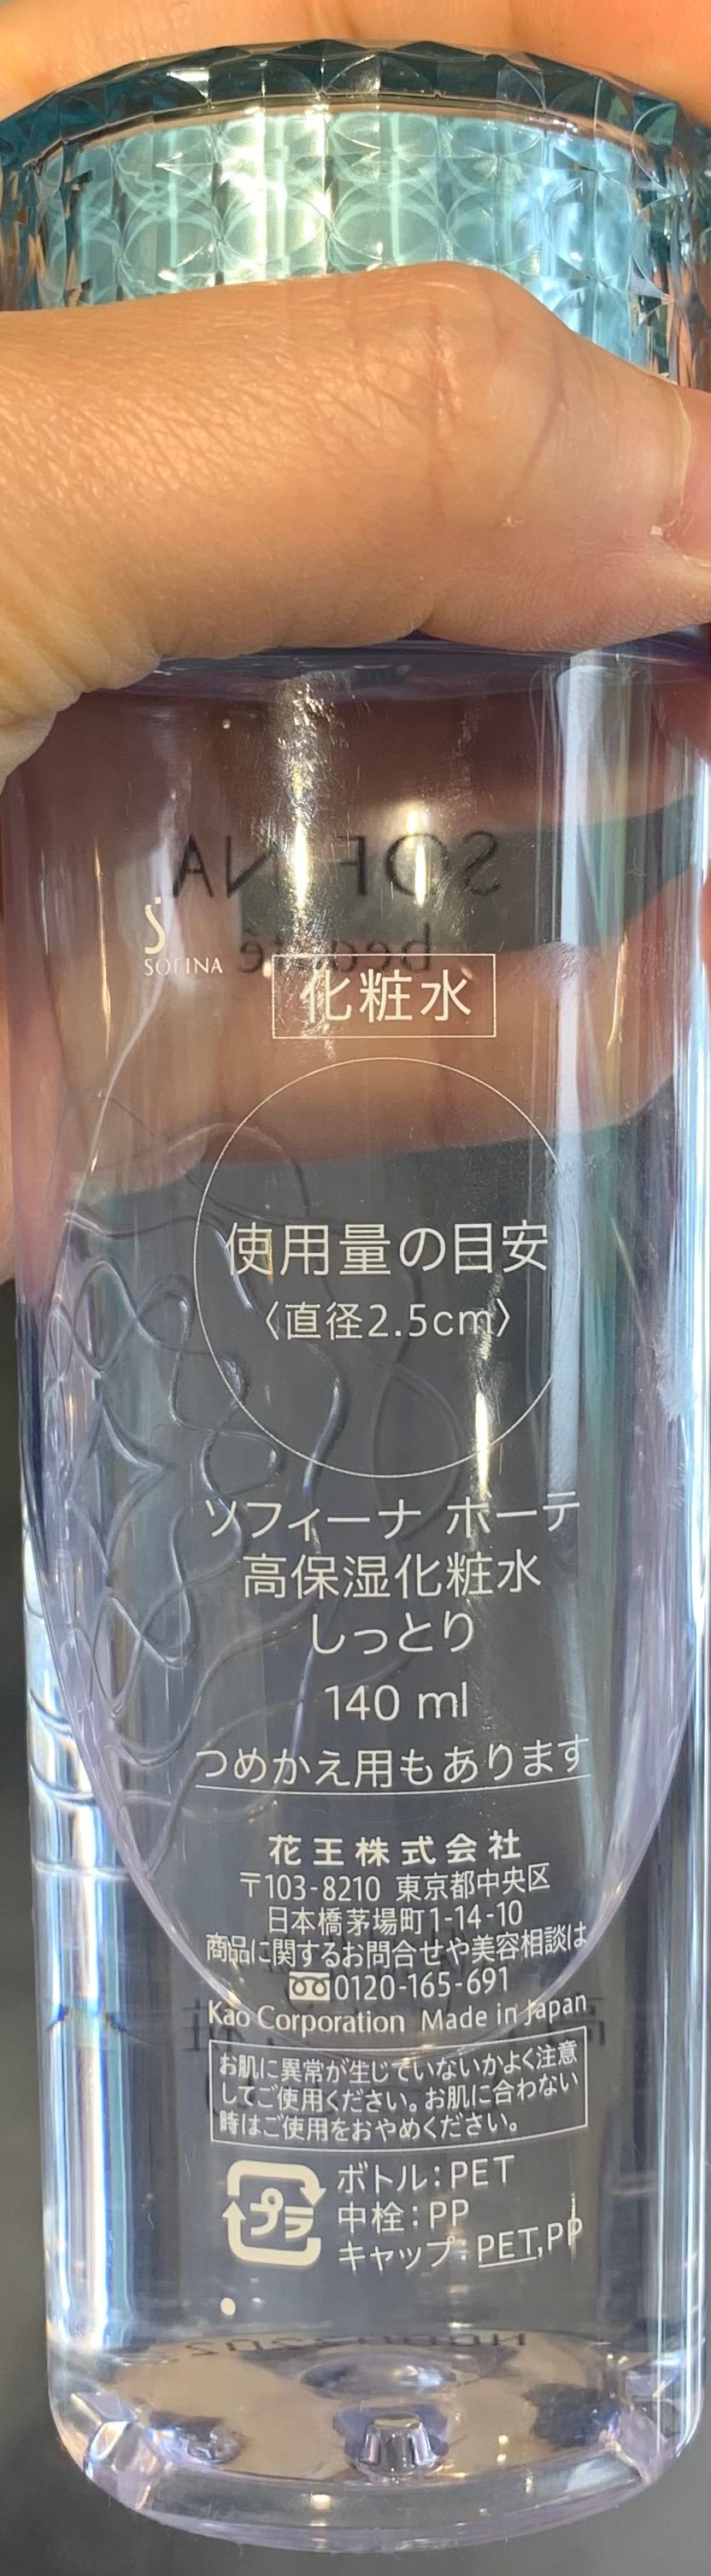 SOFINA
beauté
SOFINA
化粧水
使用量の目安
〈直径2.5cm〉
ソフィーナ ボーテ
高保湿化粧水
しっとり
140 ml
つめかえ用もあります
花王株式会社
〒103-8210 東京都中央区
日本橋茅場町1-14-10
商品に関するお問合せや美容相談は
0120-165-691
Kao Corporation Made in Japan
お肌に異常が生じていないかよく注意
してご使用ください。お肌に合わない
時はご使用をおやめください。
プラ
ボトル:PET
中栓:PP
キャップ:PET,PP